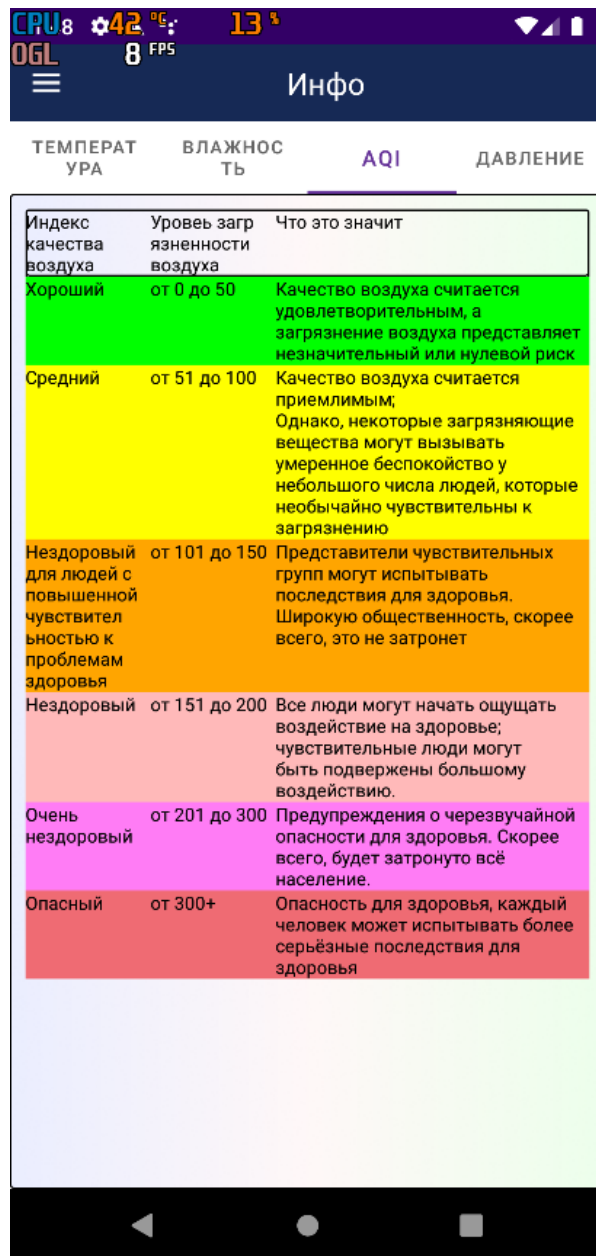 CPU 8 42 °C 13 %
OGL 8 FPS
Инфо
ТЕМПЕРАТ
УРА
ВЛАЖНОС
ТЬ
AQI
ДАВЛЕНИЕ
Индекс
качества
воздуха
Уровеь загр
язненности
воздуха
Что это значит
Хороший
от 0 до 50
Качество воздуха считается
удовлетворительным, а
загрязнение воздуха представляет
незначительный или нулевой риск
Средний
от 51 до 100
Качество воздуха считается
приемлимым;
Однако, некоторые загрязняющие
вещества могут вызывать
умеренное беспокойство у
небольшого числа людей, которые
необычайно чувствительны к
загрязнению
Нездоровый
для людей с
повышенной
чувствител
ьностью к
проблемам
здоровья
от 101 до 150
Представители чувствительных
групп могут испытывать
последствия для здоровья.
Широкую общественность, скорее
всего, это не затронет
Нездоровый
от 151 до 200
Все люди могут начать ощущать
воздействие на здоровье;
чувствительные люди могут
быть подвержены большому
воздействию.
Очень
нездоровый
от 201 до 300
Предупреждения о черезвучайной
опасности для здоровья. Скорее
всего, будет затронуто всё
население.
Опасный
от 300+
Опасность для здоровья, каждый
человек может испытывать более
серьёзные последствия для
здоровья